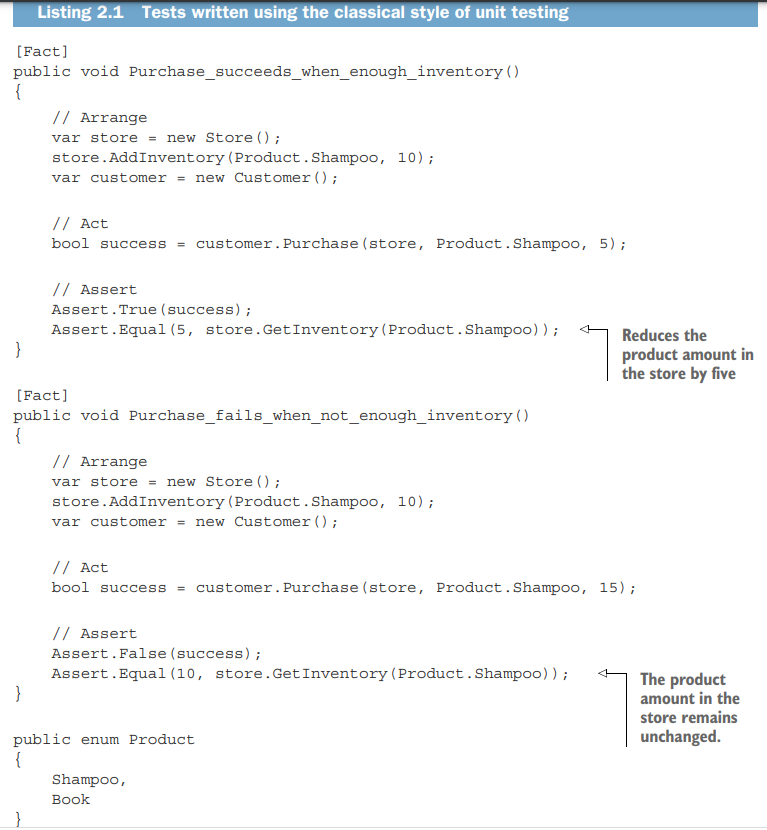 Listing 2.1 Tests written using the classical style of unit testing
[Fact]
public void Purchase_succeeds_when_enough_inventory()
{
// Arrange
var store = new Store();
store.AddInventory(Product.Shampoo, 10);
var customer = new Customer();
// Act
bool success = customer.Purchase(store, Product.Shampoo, 5);
// Assert
Assert.True(success);
Assert.Equal(5, store.GetInventory(Product.Shampoo));
Reduces the
product amount in
the store by five
}
[Fact]
public void Purchase_fails_when_not_enough_inventory()
{
// Arrange
var store = new Store();
store.AddInventory(Product.Shampoo, 10);
var customer = new Customer();
// Act
bool success = customer.Purchase(store, Product.Shampoo, 15);
// Assert
Assert.False(success);
Assert.Equal(10, store.GetInventory(Product.Shampoo));
The product
amount in the
store remains
unchanged.
}
public enum Product
{
Shampoo,
Book
}